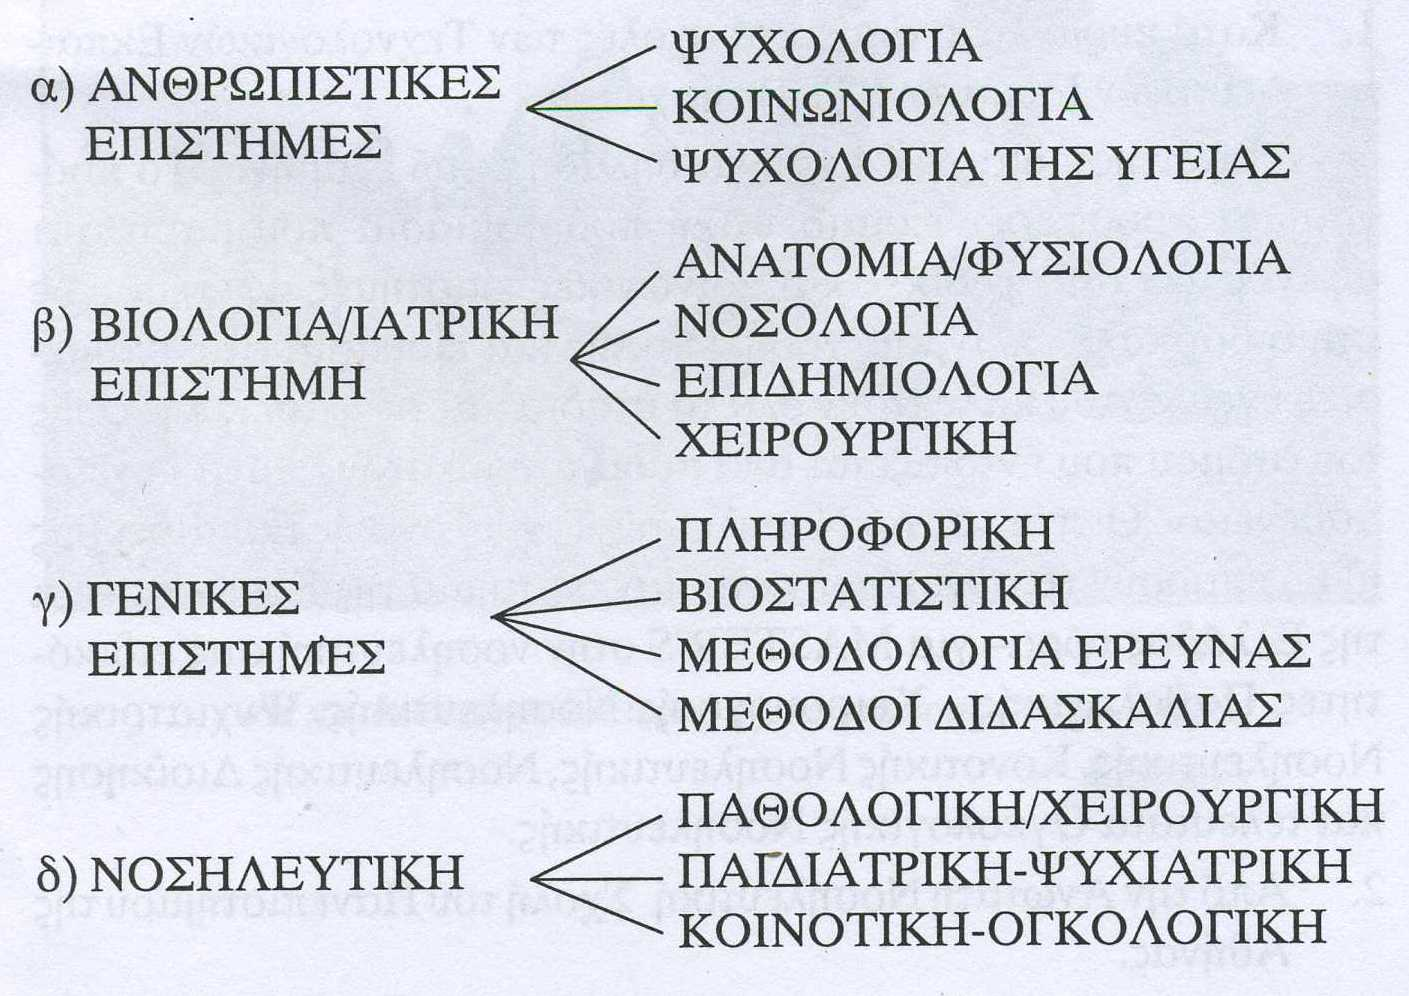 α) ΑΝΘΡΩΠΙΣΤΙΚΕΣ
ΕΠΙΣΤΗΜΕΣ
ΨΥΧΟΛΟΓΙΑ
ΚΟΙΝΩΝΙΟΛΟΓΙΑ
ΨΥΧΟΛΟΓΙΑ ΤΗΣ ΥΓΕΙΑΣ
β) ΒΙΟΛΟΓΙΑ/ΙΑΤΡΙΚΗ
ΕΠΙΣΤΗΜΗ
ΑΝΑΤΟΜΙΑ/ΦΥΣΙΟΛΟΓΙΑ
ΝΟΣΟΛΟΓΙΑ
ΕΠΙΔΗΜΙΟΛΟΓΙΑ
ΧΕΙΡΟΥΡΓΙΚΗ
γ) ΓΕΝΙΚΕΣ
ΕΠΙΣΤΗΜΕΣ
ΠΛΗΡΟΦΟΡΙΚΗ
ΒΙΟΣΤΑΤΙΣΤΙΚΗ
ΜΕΘΟΔΟΛΟΓΙΑ ΕΡΕΥΝΑΣ
ΜΕΘΟΔΟΙ ΔΙΔΑΣΚΑΛΙΑΣ
δ) ΝΟΣΗΛΕΥΤΙΚΗ
ΠΑΘΟΛΟΓΙΚΗ/ΧΕΙΡΟΥΡΓΙΚΗ
ΠΑΙΔΙΑΤΡΙΚΗ-ΨΥΧΙΑΤΡΙΚΗ
ΚΟΙΝΟΤΙΚΗ-ΟΓΚΟΛΟΓΙΚΗ